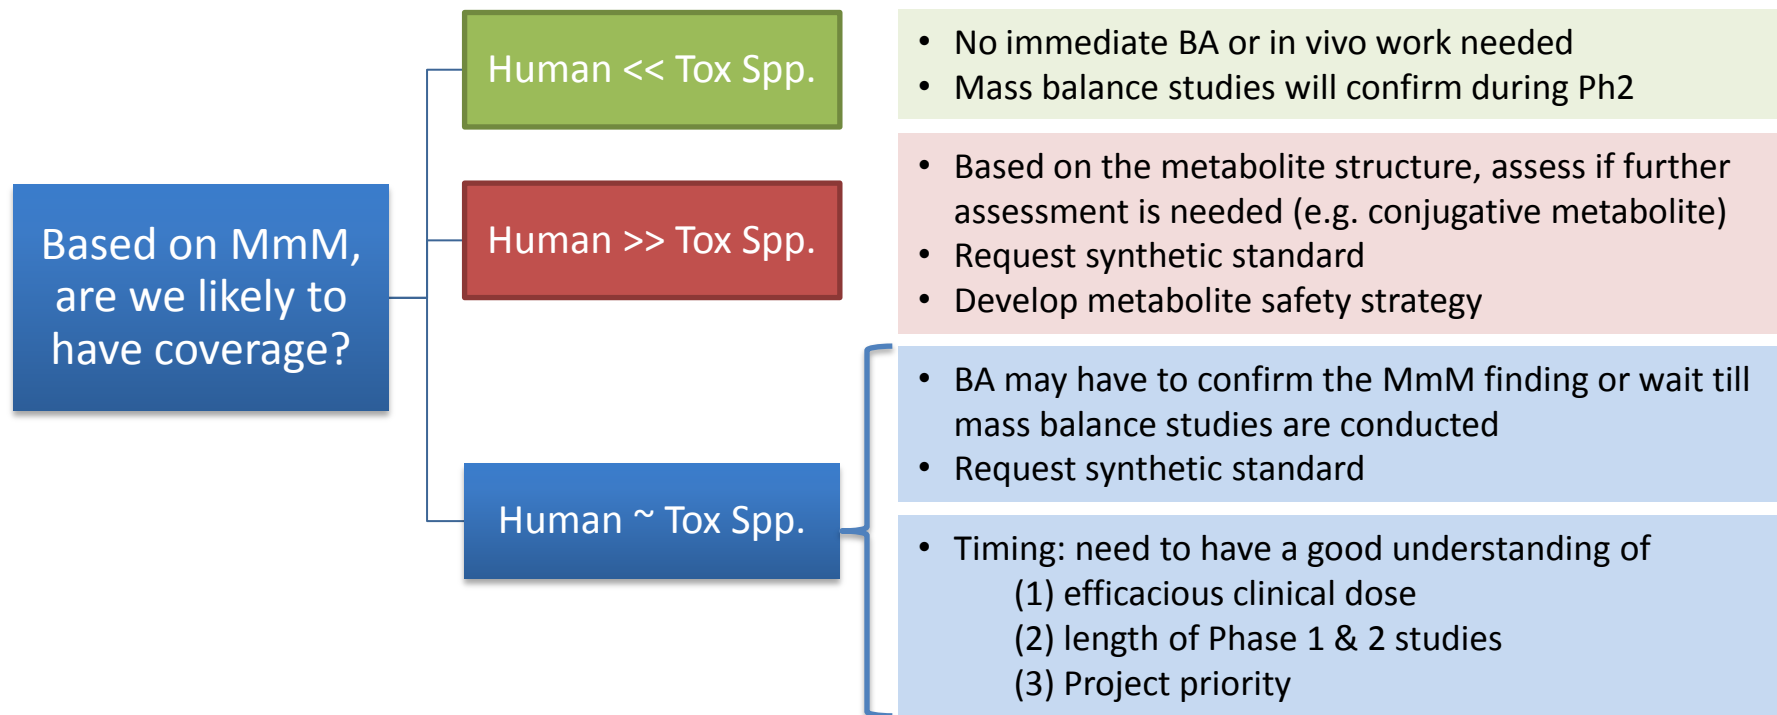 Based on MmM,
are we likely to
have coverage?
Human << Tox Spp.
• No immediate BA or in vivo work needed
• Mass balance studies will confirm during Ph2
Human >> Tox Spp.
• Based on the metabolite structure, assess if further
assessment is needed (e.g. conjugative metabolite)
• Request synthetic standard
• Develop metabolite safety strategy
Human ~ Tox Spp.
• BA may have to confirm the MmM finding or wait till
mass balance studies are conducted
• Request synthetic standard
• Timing: need to have a good understanding of
(1) efficacious clinical dose
(2) length of Phase 1 & 2 studies
(3) Project priority